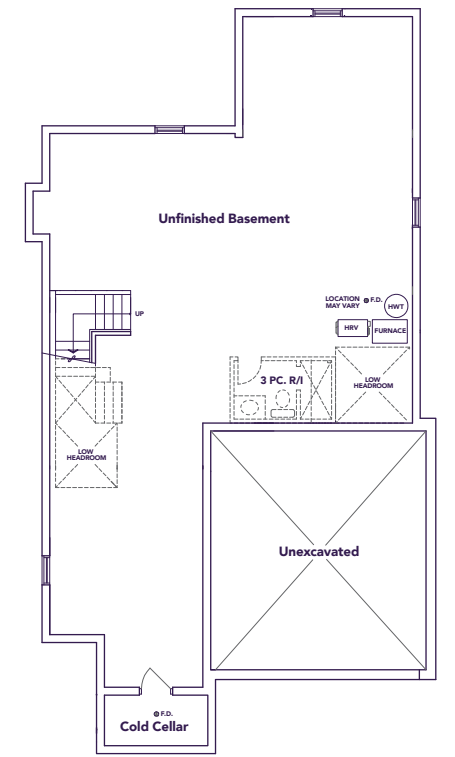 Unfinished Basement
LOCATION
MAY VARY
F.D.
HWT
UP
HRV
FURNACE
3 PC. R/I
LOW
HEADROOM
LOW
HEADROOM
Unexcavated
F.D.
Cold Cellar